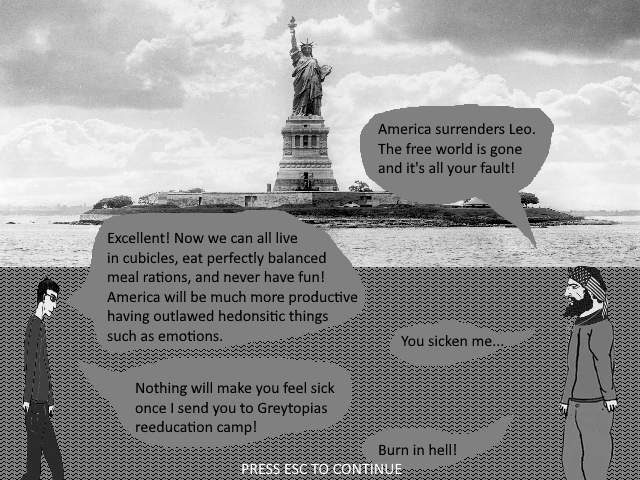 America surrenders Leo.
The free world is gone
and it's all your fault!
Excellent! Now we can all live
in cubicles, eat perfectly balanced
meal rations, and never have fun!
America will be much more productive
having outlawed hedonsitic things
such as emotions.
You sicken me...
Nothing will make you feel sick
once I send you to Greytopias
reeducation camp!
Burn in hell!
PRESS ESC TO CONTINUE